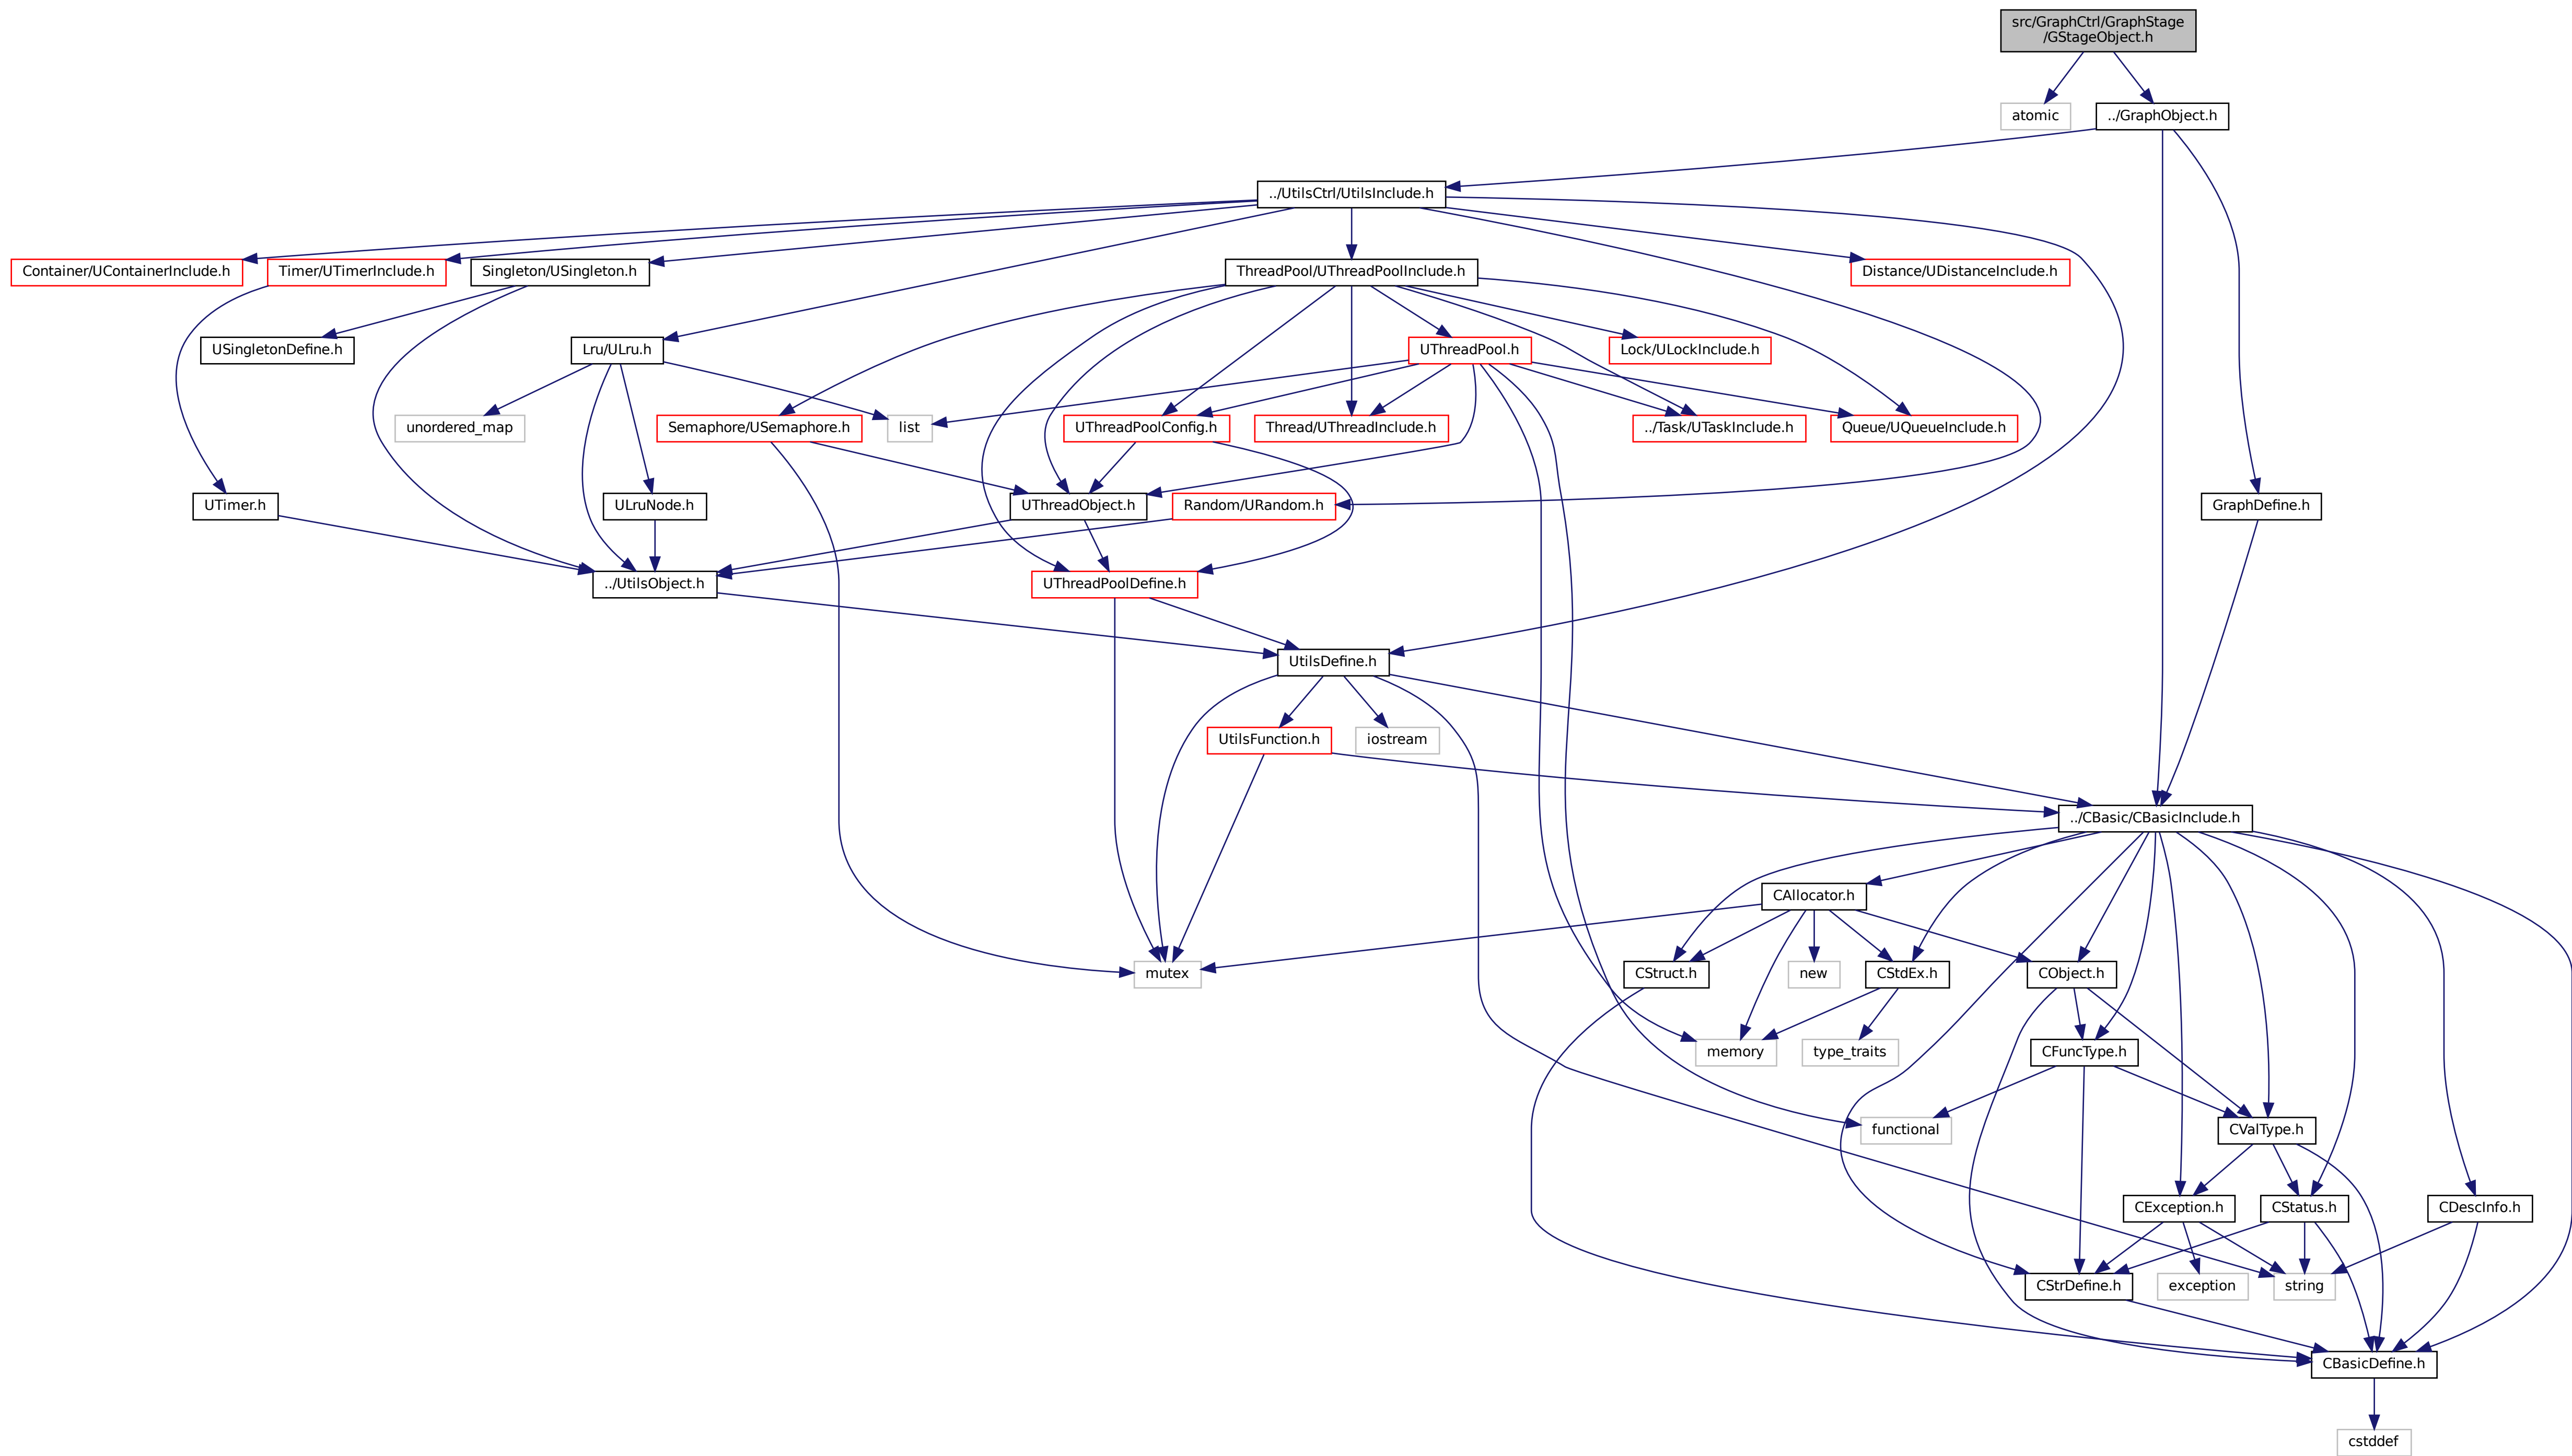 src/GraphCtrl/GraphStage
/GStageObject.h
atomic
../GraphObject.h
../UtilsCtrl/UtilsInclude.h
Container/UContainerInclude.h
Timer/UTimerInclude.h
Singleton/USingleton.h
ThreadPool/UThreadPoolInclude.h
Distance/UDistanceInclude.h
USingletonDefine.h
Lru/ULru.h
UThreadPool.h
Lock/ULockInclude.h
unordered_map
Semaphore/USemaphore.h
list
UThreadPoolConfig.h
Thread/UThreadInclude.h
../Task/UTaskInclude.h
Queue/UQueueInclude.h
UTimer.h
ULruNode.h
UThreadObject.h
Random/URandom.h
GraphDefine.h
../UtilsObject.h
UThreadPoolDefine.h
UtilsDefine.h
UtilsFunction.h
iostream
../CBasic/CBasicInclude.h
CAllocator.h
mutex
CStruct.h
new
CStdEx.h
CObject.h
memory
type_traits
CFuncType.h
functional
CValType.h
CException.h
CStatus.h
CDescInfo.h
CStrDefine.h
exception
string
CBasicDefine.h
cstddef